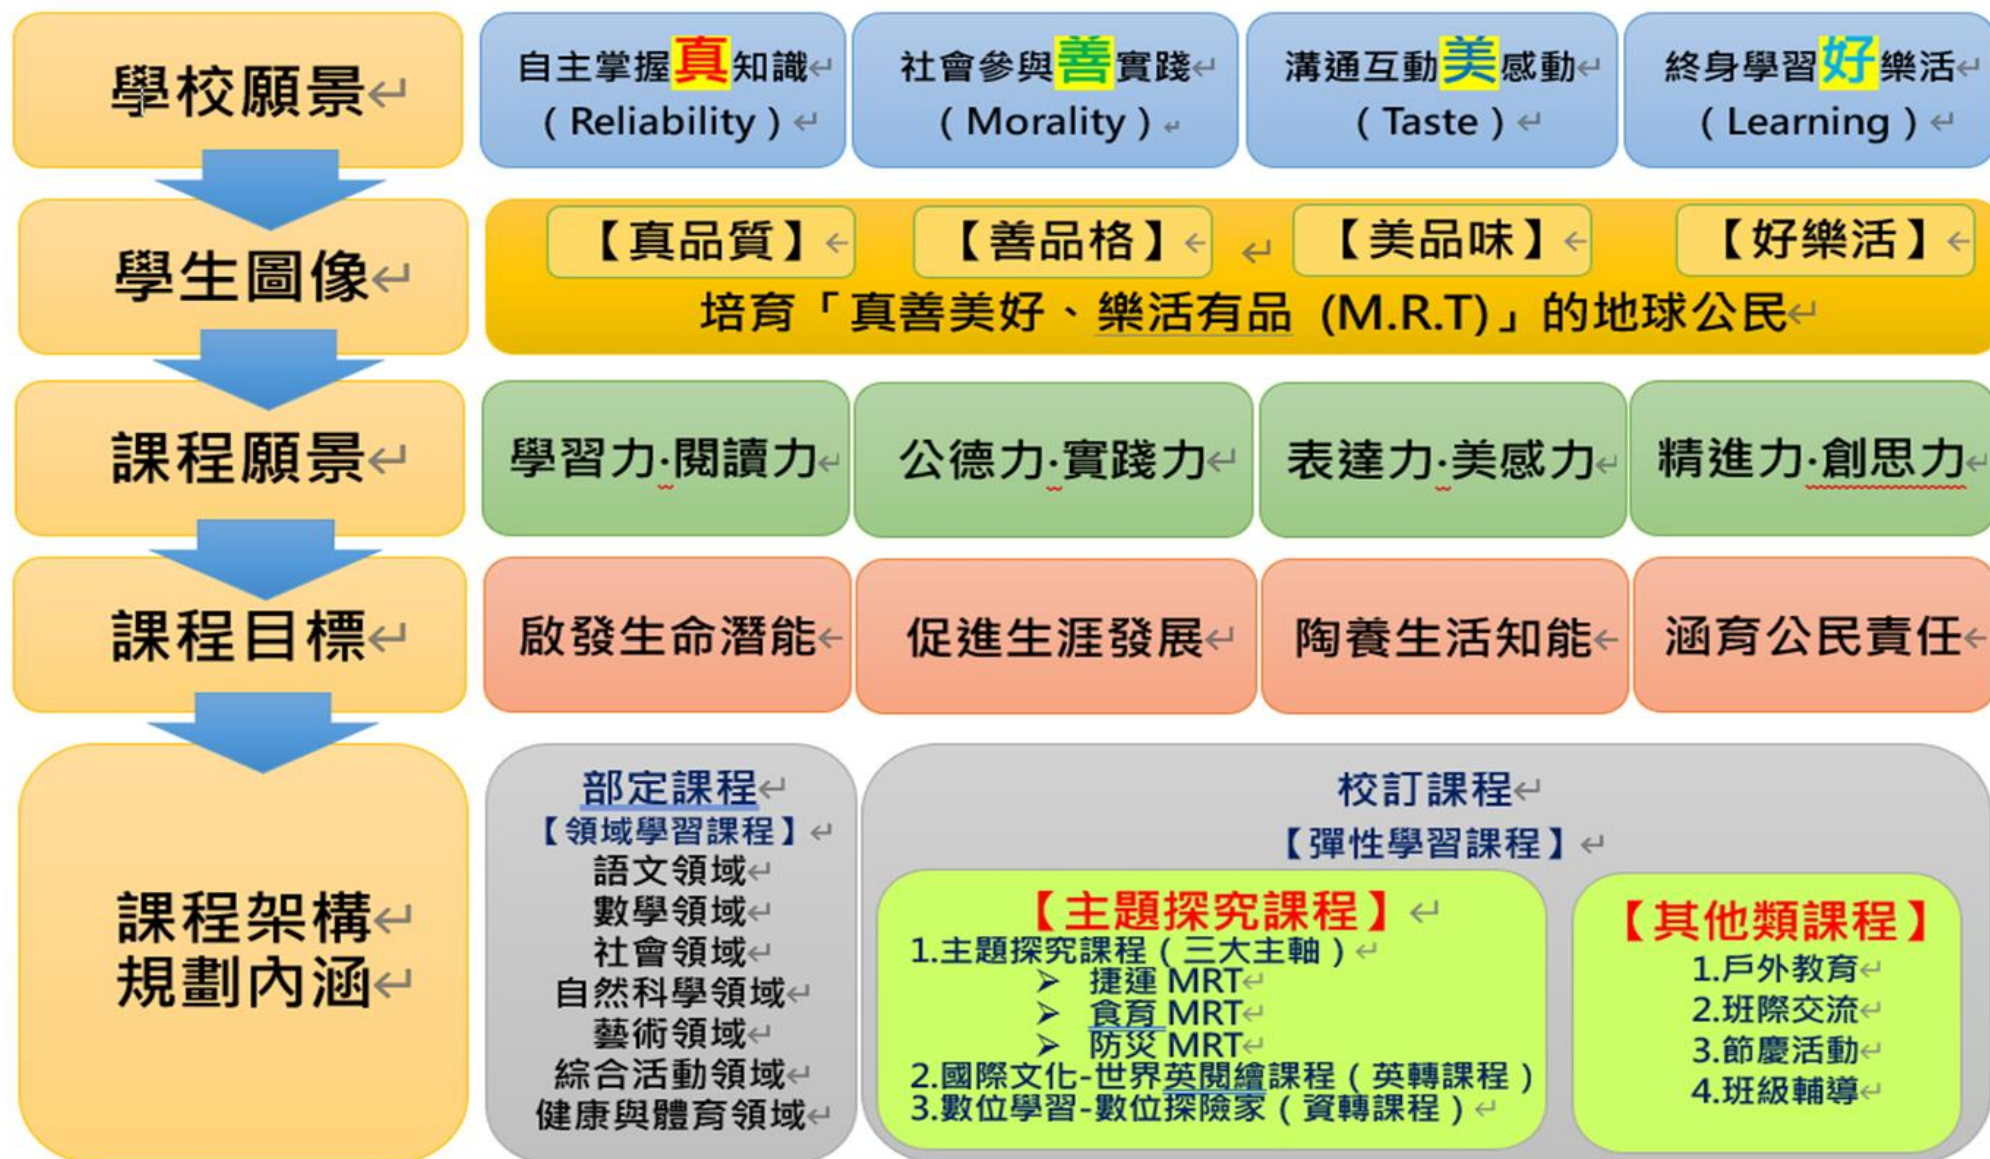 學校願景
自主掌握真知識
（Reliability）
社會參與善實踐
（Morality）
溝通互動美感動
（Taste）
終身學習好樂活
（Learning）
學生圖像
【真品質】
【善品格】
【美品味】
【好樂活】
培育「真善美好、樂活有品 (M.R.T)」的地球公民
課程願景
學習力·閱讀力
公德力·實踐力
表達力·美感力
精進力·創思力
課程目標
啟發生命潛能
促進生涯發展
陶養生活知能
涵育公民責任
課程架構
規劃內涵
部定課程
【領域學習課程】
語文領域
數學領域
社會領域
自然科學領域
藝術領域
綜合活動領域
健康與體育領域
校訂課程
【彈性學習課程】
【主題探究課程】
1.主題探究課程（三大主軸）
➢ 捷運 MRT
➢ 食育 MRT
➢ 防災 MRT
2.國際文化-世界英閱繪課程（英轉課程）
3.數位學習-數位探險家（資轉課程）
【其他類課程】
1.戶外教育
2.班際交流
3.節慶活動
4.班級輔導